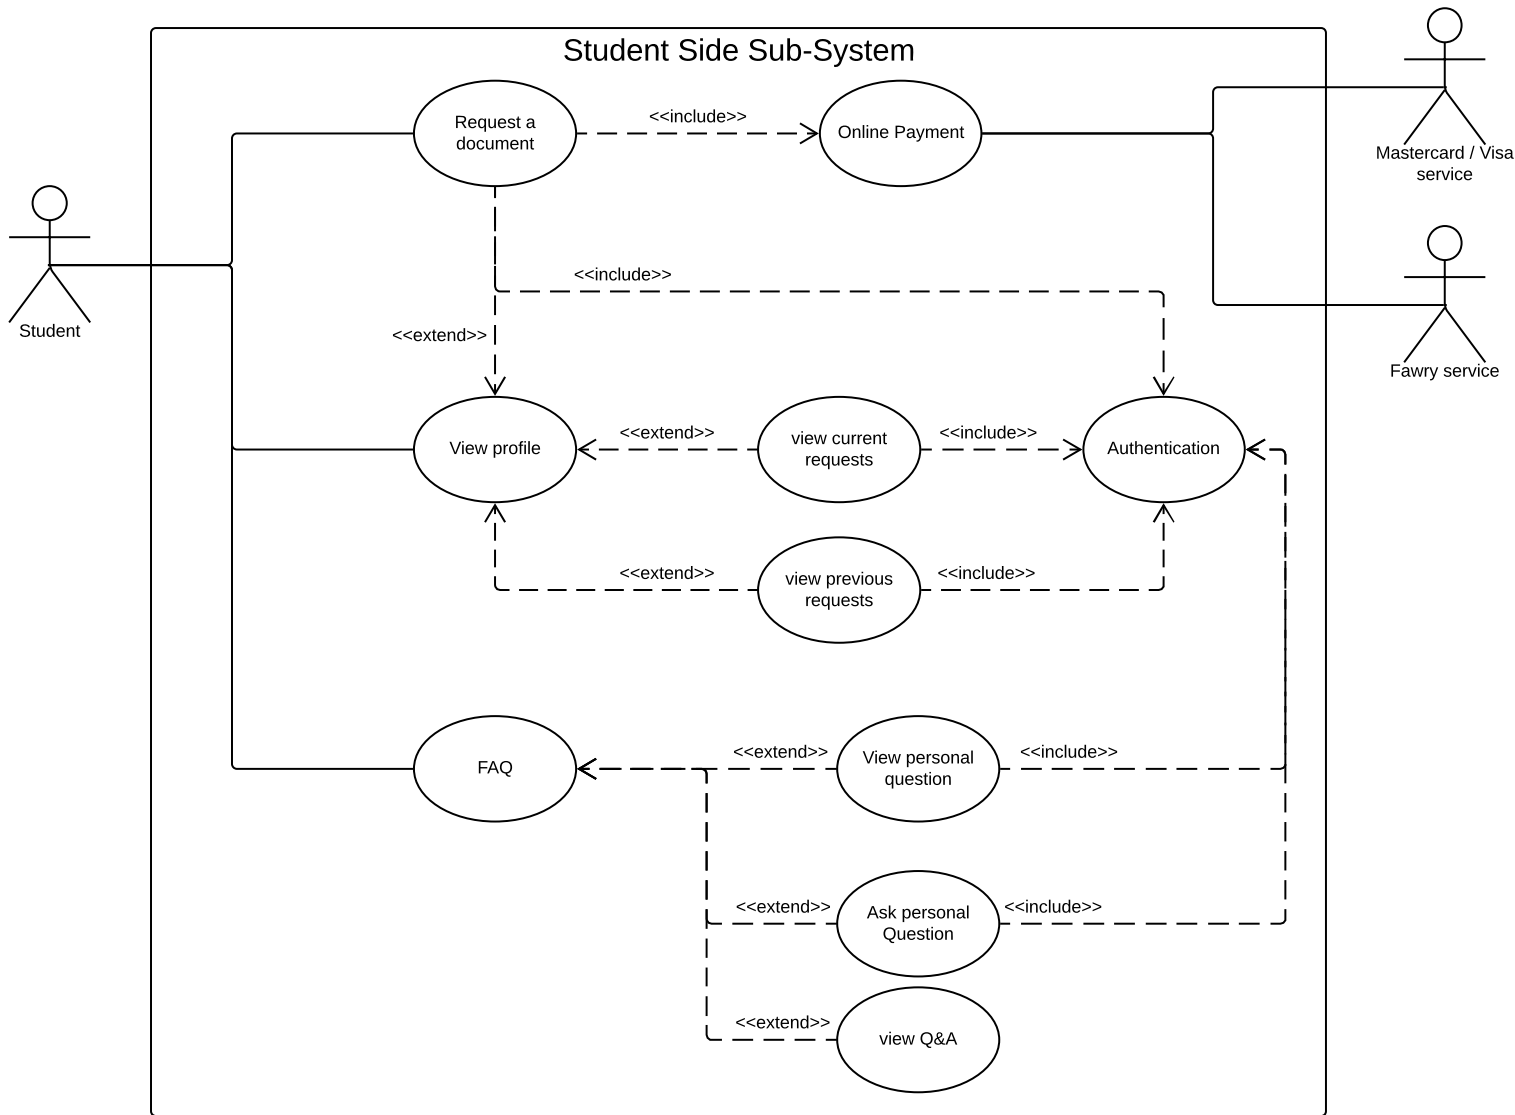 Student Side Sub-System
Request a
document
<<include>>
Online Payment
Mastercard / Visa
service
Student
<<include>>
<<extend>>
Fawry service
View profile
<<extend>>
view current
requests
<<include>>
Authentication
<<extend>>
view previous
requests
<<include>>
FAQ
<<extend>>
View personal
question
<<include>>
<<extend>>
Ask personal
Question
<<include>>
<<extend>>
view Q&A